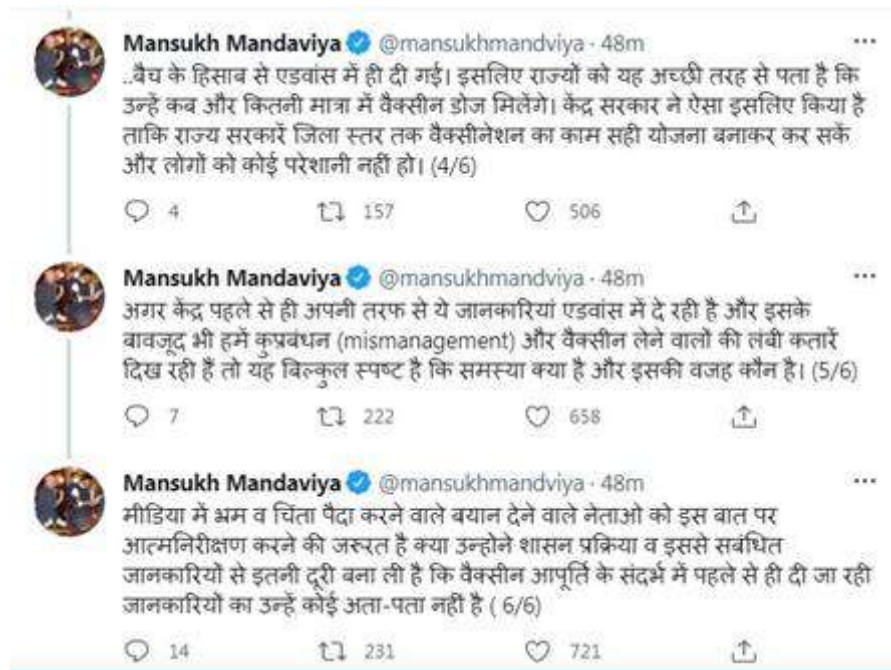 Mansukh Mandaviya @mansukhmandviya · 48m
..बैच के हिसाब से एडवांस में ही दी गई। इसलिए राज्यों को यह अच्छी तरह से पता है कि
उन्हें कब और कितनी मात्रा में वैक्सीन डोज मिलेंगे। केंद्र सरकार ने ऐसा इसलिए किया है
ताकि राज्य सरकारें जिला स्तर तक वैक्सीनेशन का काम सही योजना बनाकर कर सकें
और लोगों को कोई परेशानी नहीं हो। (4/6)
4 157 506
Mansukh Mandaviya @mansukhmandviya · 48m
अगर केंद्र पहले से ही अपनी तरफ से ये जानकारियां एडवांस में दे रही है और इसके
बावजूद भी हमें कुप्रबंधन (mismanagement) और वैक्सीन लेने वालों की लंबी कतारें
दिख रही हैं तो यह बिल्कुल स्पष्ट है कि समस्या क्या है और इसकी वजह कौन है। (5/6)
7 222 658
Mansukh Mandaviya @mansukhmandviya · 48m
मीडिया में भ्रम व चिंता पैदा करने वाले बयान देने वाले नेताओ को इस बात पर
आत्मनिरीक्षण करने की जरुरत है क्या उन्होने शासन प्रक्रिया व इससे सबंधित
जानकारियों से इतनी दूरी बना ली है कि वैक्सीन आपूर्ति के संदर्भ में पहले से ही दी जा रही
जानकारियों का उन्हें कोई अता-पता नहीं है ( 6/6)
14 231 721